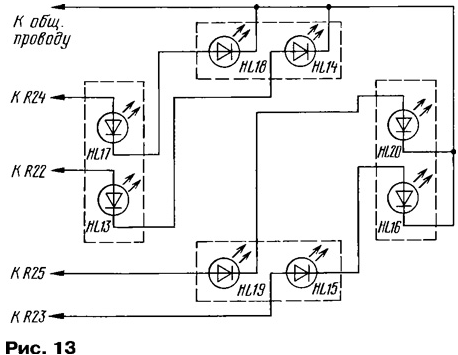 К общ.
проводу
HL18
HL14
К R24
HL17
HL20
К R22
HL13
HL16
К R25
HL19
HL15
К R23
Рис. 13